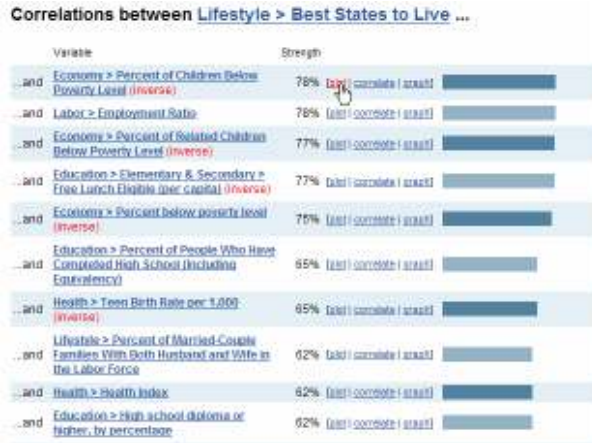 Correlations between Lifestyle > Best States to Live ...
Variable Strength
...and Economy > Percent of Children Below
Poverty Level (inverse) 78% [plot | correlate | graph]
...and Labor > Employment Ratio 78% [plot | correlate | graph]
...and Economy > Percent of Related Children
Below Poverty Level (inverse) 77% [plot | correlate | graph]
...and Education > Elementary & Secondary >
Free Lunch Eligible (per capita) (inverse) 77% [plot | correlate | graph]
...and Economy > Percent below poverty level
(inverse) 75% [plot | correlate | graph]
...and Education > Percent of People Who Have
Completed High School (Including
Equivalency) 65% [plot | correlate | graph]
...and Health > Teen Birth Rate per 1,000
(inverse) 65% [plot | correlate | graph]
...and Lifestyle > Percent of Married-Couple
Families With Both Husband and Wife in
the Labor Force 62% [plot | correlate | graph]
...and Health > Health Index 62% [plot | correlate | graph]
...and Education > High school diploma or
higher, by percentage 62% [plot | correlate | graph]